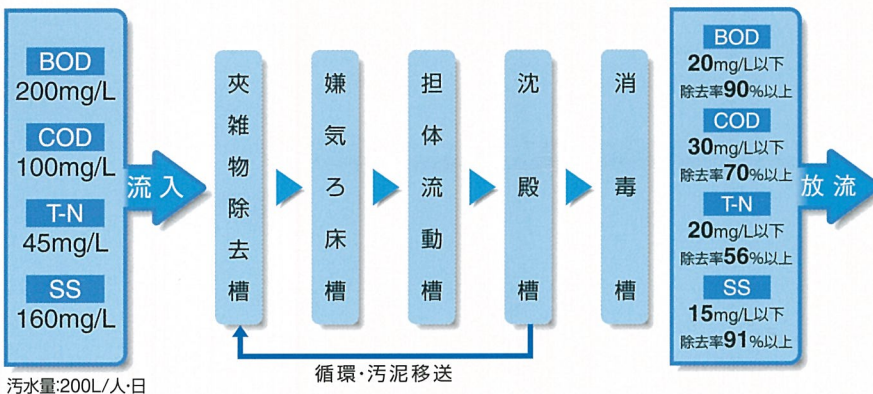 BOD
200mg/L
COD
100mg/L
T-N
45mg/L
SS
160mg/L
汚水量:200L/人・日
流入
夾雑物除去槽
嫌気ろ床槽
担体流動槽
沈殿槽
消毒槽
循環・汚泥移送
BOD
20mg/L以下
除去率90%以上
COD
30mg/L以下
除去率70%以上
T-N
20mg/L以下
除去率56%以上
SS
15mg/L以下
除去率91%以上
放流